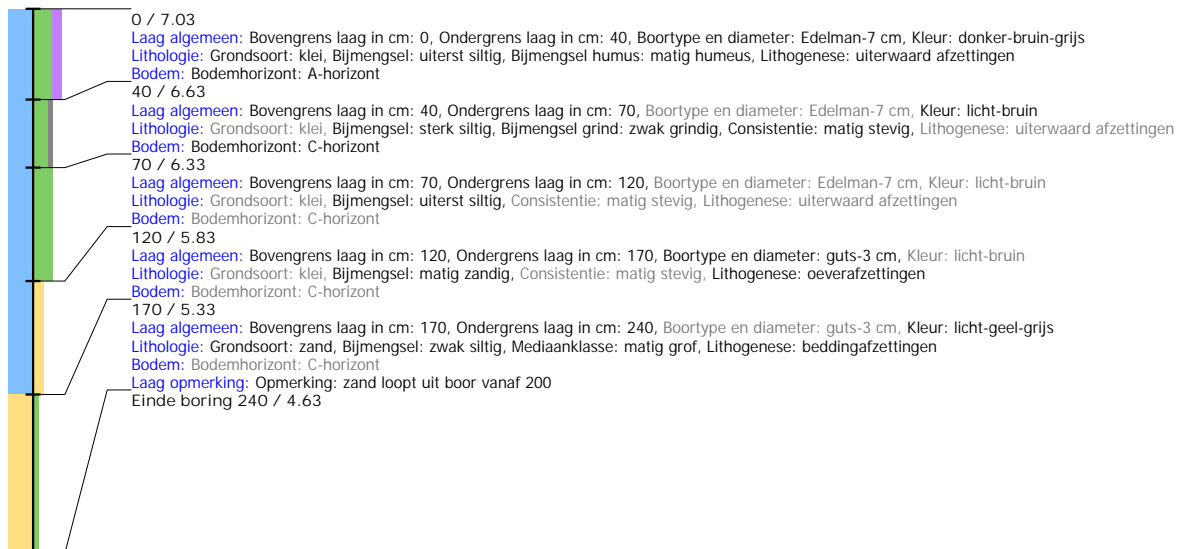 0 / 7.03
Laag algemeen: Bovengrens laag in cm: 0, Ondergrens laag in cm: 40, Boortype en diameter: Edelman-7 cm, Kleur: donker-bruin-grijs
Lithologie: Grondsoort: klei, Bijmengsel: uiterst siltig, Bijmengsel humus: matig humeus, Lithogenese: uiterwaard afzettingen
Bodem: Bodemhorizont: A-horizont
40 / 6.63
Laag algemeen: Bovengrens laag in cm: 40, Ondergrens laag in cm: 70, Boortype en diameter: Edelman-7 cm, Kleur: licht-bruin
Lithologie: Grondsoort: klei, Bijmengsel: sterk siltig, Bijmengsel grind: zwak grindig, Consistentie: matig stevig, Lithogenese: uiterwaard afzettingen
Bodem: Bodemhorizont: C-horizont
70 / 6.33
Laag algemeen: Bovengrens laag in cm: 70, Ondergrens laag in cm: 120, Boortype en diameter: Edelman-7 cm, Kleur: licht-bruin
Lithologie: Grondsoort: klei, Bijmengsel: uiterst siltig, Consistentie: matig stevig, Lithogenese: uiterwaard afzettingen
Bodem: Bodemhorizont: C-horizont
120 / 5.83
Laag algemeen: Bovengrens laag in cm: 120, Ondergrens laag in cm: 170, Boortype en diameter: guts-3 cm, Kleur: licht-bruin
Lithologie: Grondsoort: klei, Bijmengsel: matig zandig, Consistentie: matig stevig, Lithogenese: oeverafzettingen
Bodem: Bodemhorizont: C-horizont
170 / 5.33
Laag algemeen: Bovengrens laag in cm: 170, Ondergrens laag in cm: 240, Boortype en diameter: guts-3 cm, Kleur: licht-geel-grijs
Lithologie: Grondsoort: zand, Bijmengsel: zwak siltig, Mediaanklasse: matig grof, Lithogenese: beddingafzettingen
Bodem: Bodemhorizont: C-horizont
Laag opmerking: Opmerking: zand loopt uit boor vanaf 200
Einde boring 240 / 4.63